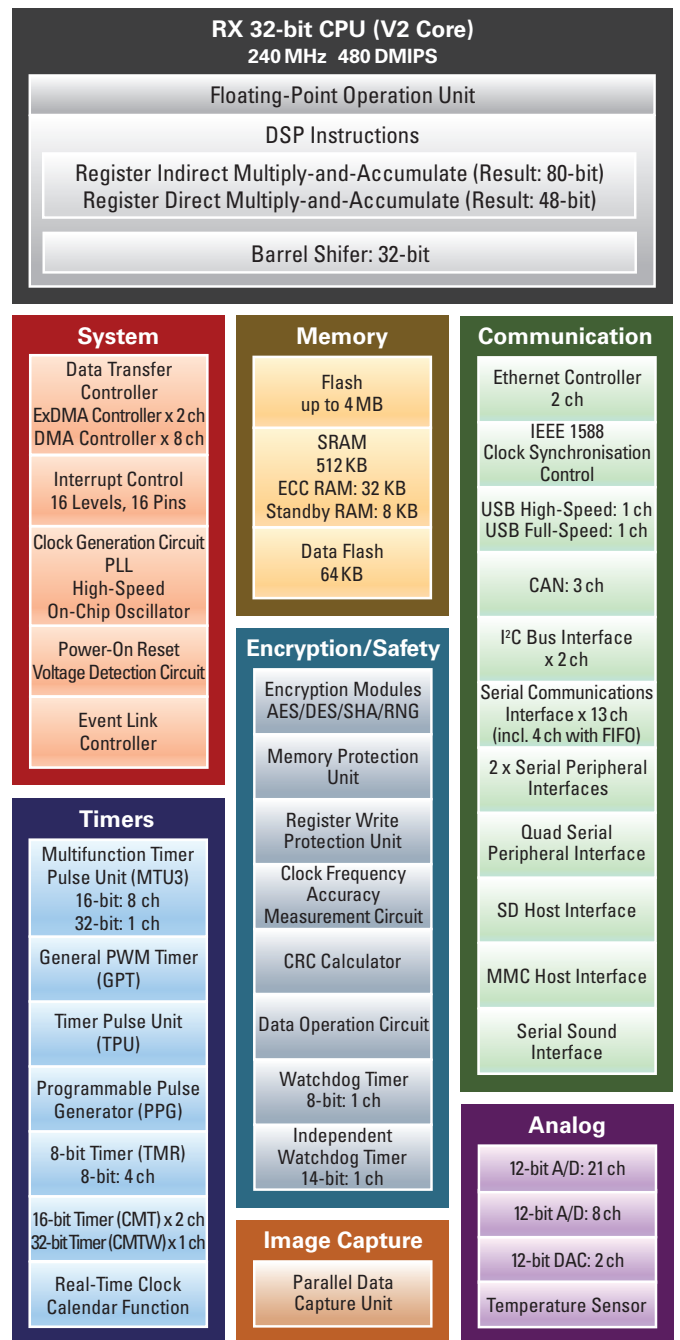 RX 32-bit CPU (V2 Core)
240 MHz 480 DMIPS
Floating-Point Operation Unit
DSP Instructions
Register Indirect Multiply-and-Accumulate (Result: 80-bit)
Register Direct Multiply-and-Accumulate (Result: 48-bit)
Barrel Shifer: 32-bit
System
Data Transfer
Controller
ExDMA Controller x 2 ch
DMA Controller x 8 ch
Interrupt Control
16 Levels, 16 Pins
Clock Generation Circuit
PLL
High-Speed
On-Chip Oscillator
Power-On Reset
Voltage Detection Circuit
Event Link
Controller
Timers
Multifunction Timer
Pulse Unit (MTU3)
16-bit: 8 ch
32-bit: 1 ch
General PWM Timer
(GPT)
Timer Pulse Unit
(TPU)
Programmable Pulse
Generator (PPG)
8-bit Timer (TMR)
8-bit: 4 ch
16-bit Timer (CMT) x 2 ch
32-bit Timer (CMTW) x 1 ch
Real-Time Clock
Calendar Function
Memory
Flash
up to 4 MB
SRAM
512 KB
ECC RAM: 32 KB
Standby RAM: 8 KB
Data Flash
64 KB
Encryption/Safety
Encryption Modules
AES/DES/SHA/RNG
Memory Protection
Unit
Register Write
Protection Unit
Clock Frequency
Accuracy
Measurement Circuit
CRC Calculator
Data Operation Circuit
Watchdog Timer
8-bit: 1 ch
Independent
Watchdog Timer
14-bit: 1 ch
Image Capture
Parallel Data
Capture Unit
Communication
Ethernet Controller
2 ch
IEEE 1588
Clock Synchronisation
Control
USB High-Speed: 1 ch
USB Full-Speed: 1 ch
CAN: 3 ch
I²C Bus Interface
x 2 ch
Serial Communications
Interface x 13 ch
(incl. 4 ch with FIFO)
2 x Serial Peripheral
Interfaces
Quad Serial
Peripheral Interface
SD Host Interface
MMC Host Interface
Serial Sound
Interface
Analog
12-bit A/D: 21 ch
12-bit A/D: 8 ch
12-bit DAC: 2 ch
Temperature Sensor